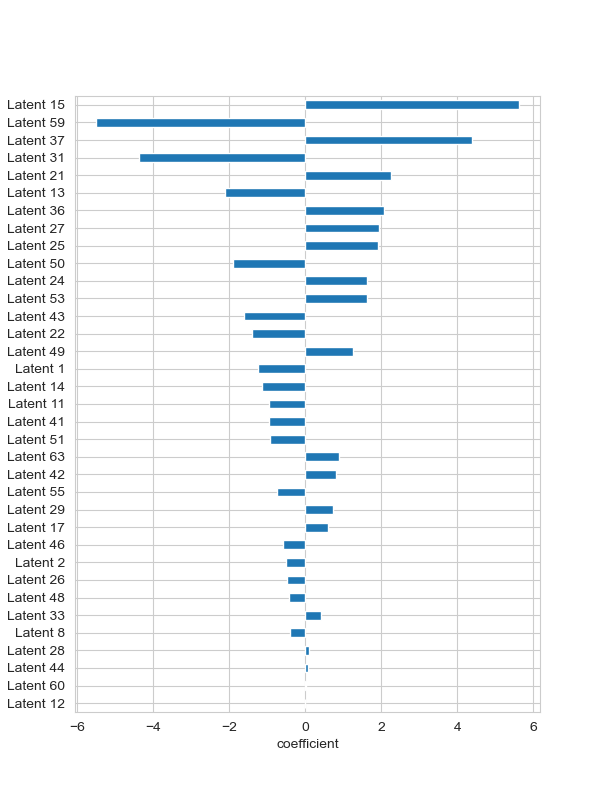 Latent 15
Latent 59
Latent 37
Latent 31
Latent 21
Latent 13
Latent 36
Latent 27
Latent 25
Latent 50
Latent 24
Latent 53
Latent 43
Latent 22
Latent 49
Latent 1
Latent 14
Latent 11
Latent 41
Latent 51
Latent 63
Latent 42
Latent 55
Latent 29
Latent 17
Latent 46
Latent 2
Latent 26
Latent 48
Latent 33
Latent 8
Latent 28
Latent 44
Latent 60
Latent 12
−6 −4 −2 0 2 4 6
coefficient